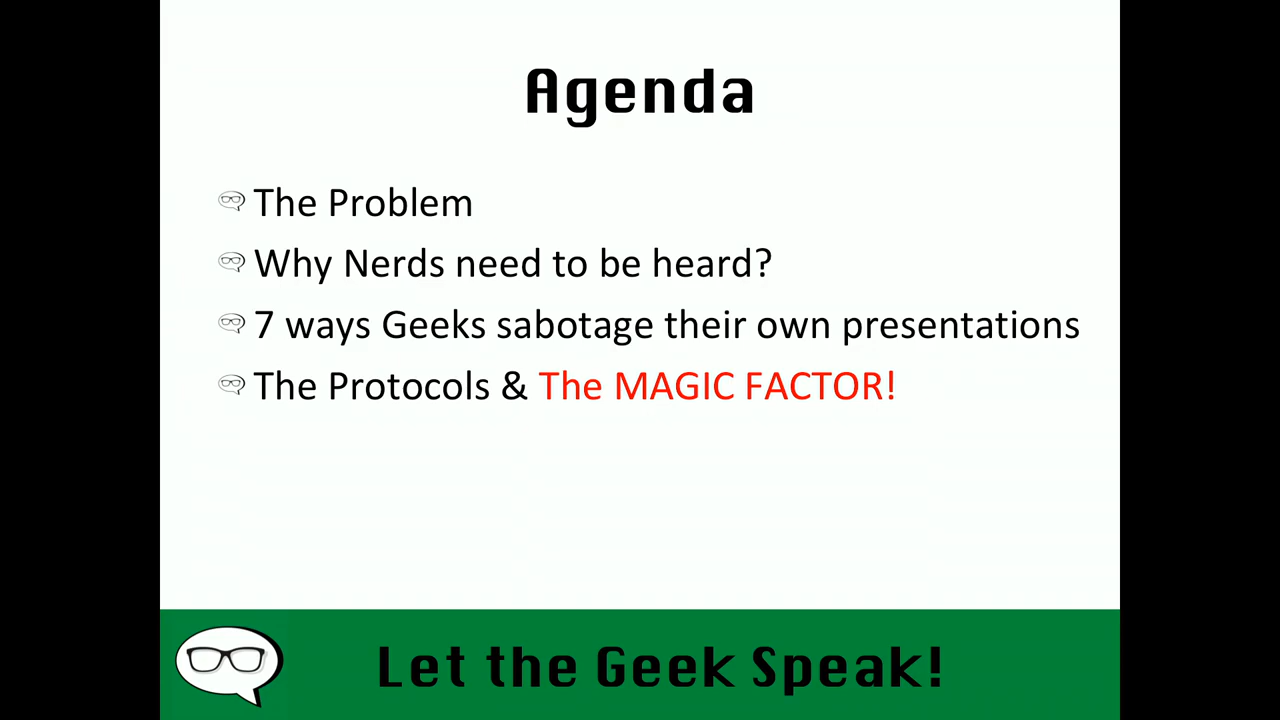 Agenda
The Problem
Why Nerds need to be heard?
7 ways Geeks sabotage their own presentations
The Protocols & The MAGIC FACTOR!
Let the Geek Speak!